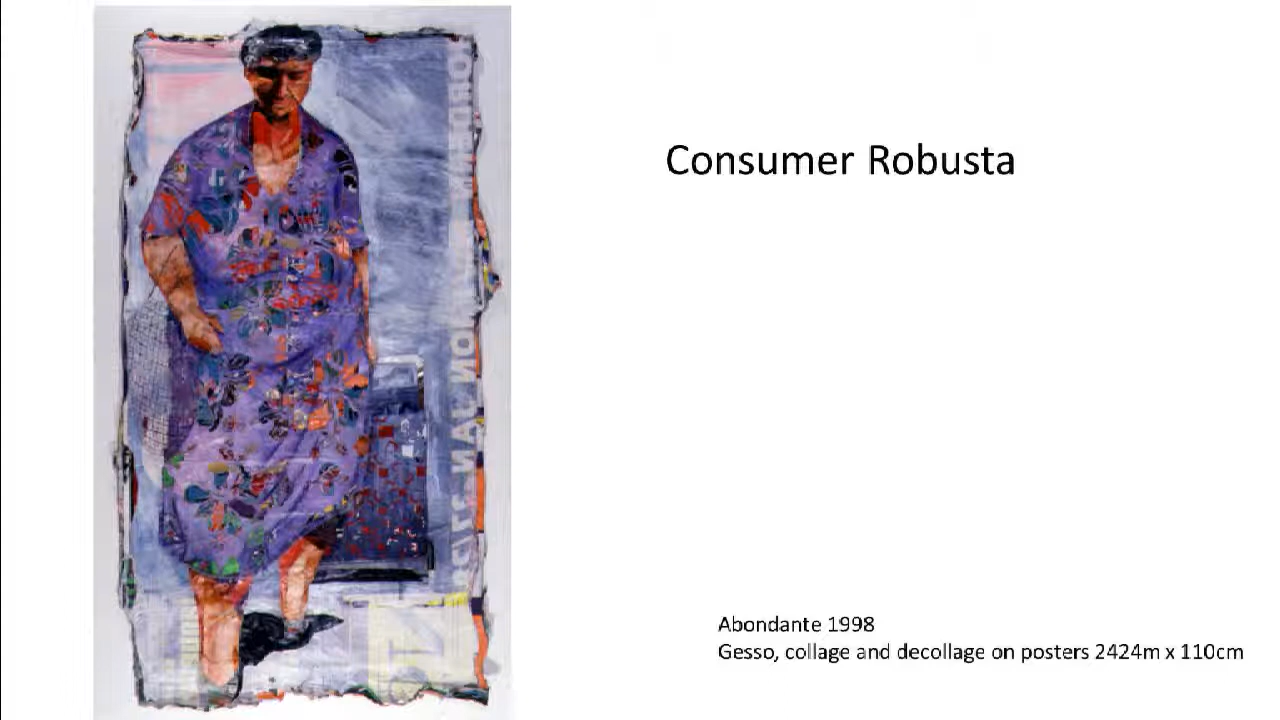 Consumer Robusta
Abondante 1998
Gesso, collage and decollage on posters 2424m x 110cm